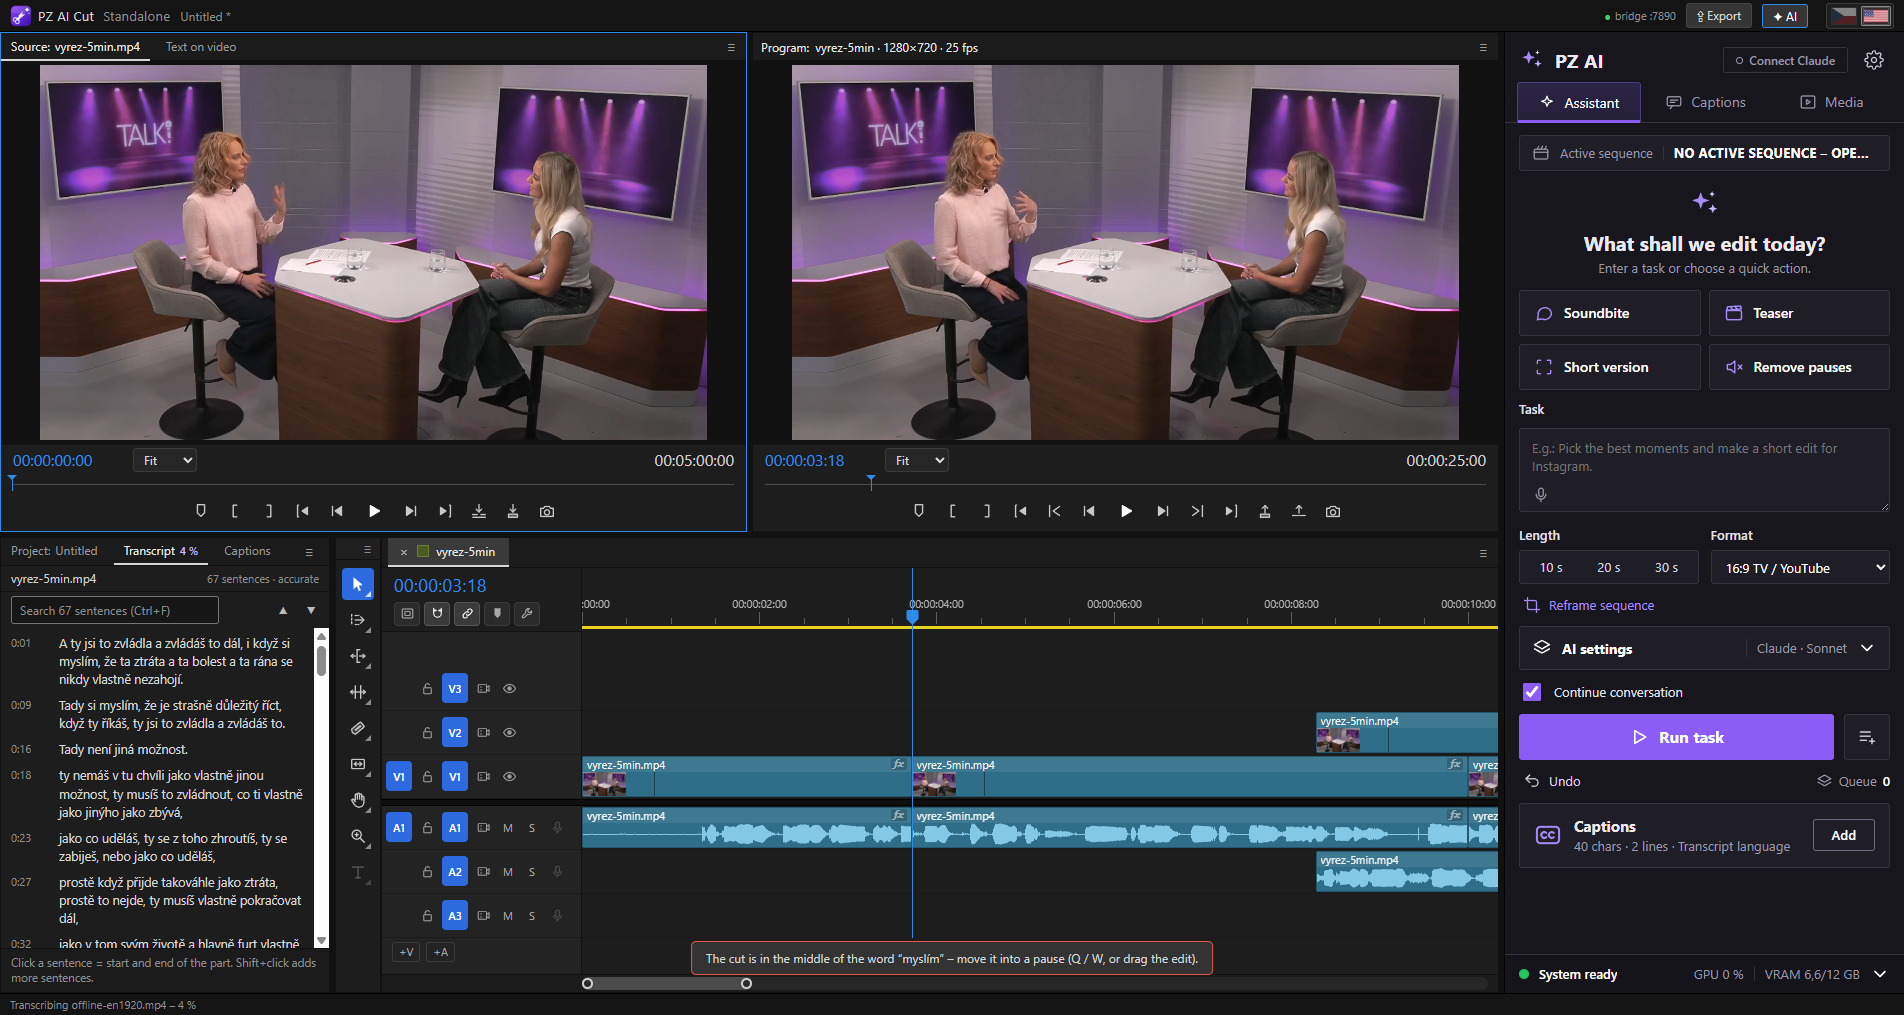 PZ AI Cut Standalone Untitled *
bridge :7890 Export AI
Source: vyrez-5min.mp4 Text on video
TALK!
00:00:00:00 Fit 00:05:00:00
Program: vyrez-5min · 1280×720 · 25 fps
TALK!
00:00:03:18 Fit 00:00:25:00
Project: Untitled Transcript 4 % Captions
vyrez-5min.mp4 67 sentences · accurate
Search 67 sentences (Ctrl+F)
0:01 A ty jsi to zvládla a zvládáš to dál, i když si
myslím, že ta ztráta a ta bolest a ta rána se
nikdy vlastně nezahojí.
0:09 Tady si myslím, že je strašně důležitý říct,
když ty říkáš, ty jsi to zvládla a zvládáš to.
0:16 Tady není jiná možnost.
0:18 ty nemáš v tu chvíli jako vlastně jinou
možnost, ty musíš to zvládnout, co ti vlastně
jako jinýho jako zbývá,
0:23 jako co uděláš, ty se z toho zhroutíš, ty se
zabiješ, nebo jako co uděláš,
0:27 prostě když přijde takováhle jako ztráta,
prostě to nejde, ty musíš vlastně pokračovat
dál,
0:32 jako v tom svým životě a hlavně furt vlastně
Click a sentence = start and end of the part. Shift+click adds
more sentences.
Transcribing offline-en1920.mp4 – 4 %
vyrez-5min
00:00:03:18
:00:00 00:00:02:00 00:00:04:00 00:00:06:00 00:00:08:00 00:00:10:00
V3
V2
vyrez-5min.mp4
V1 V1
vyrez-5min.mp4 fx vyrez-5min.mp4 fx vyrez
A1 A1 M S
vyrez-5min.mp4 fx vyrez-5min.mp4 fx vyrez
A2 M S
vyrez-5min.mp4
A3 M S
+V +A
The cut is in the middle of the word “myslím” – move it into a pause (Q / W, or drag the edit).
PZ AI Connect Claude
Assistant Captions Media
Active sequence NO ACTIVE SEQUENCE – OPE...
What shall we edit today?
Enter a task or choose a quick action.
Soundbite Teaser
Short version Remove pauses
Task
E.g.: Pick the best moments and make a short edit for
Instagram.
Length Format
10 s 20 s 30 s 16:9 TV / YouTube
Reframe sequence
AI settings Claude · Sonnet
Continue conversation
Run task
Undo Queue 0
CC Captions
40 chars · 2 lines · Transcript language
Add
System ready GPU 0 % VRAM 6,6/12 GB